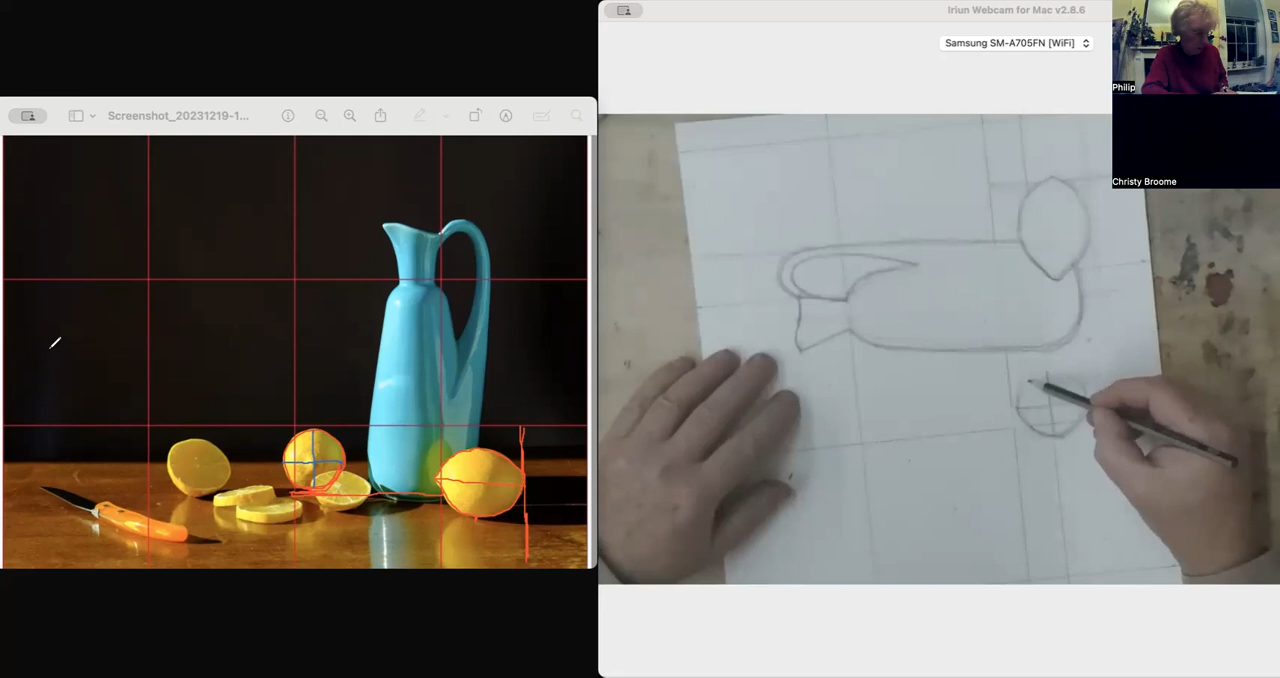 Iriun Webcam for Mac v2.8.6
Samsung SM-A705FN [WiFi]
Philip
Screenshot_20231219-1...
Christy Broome